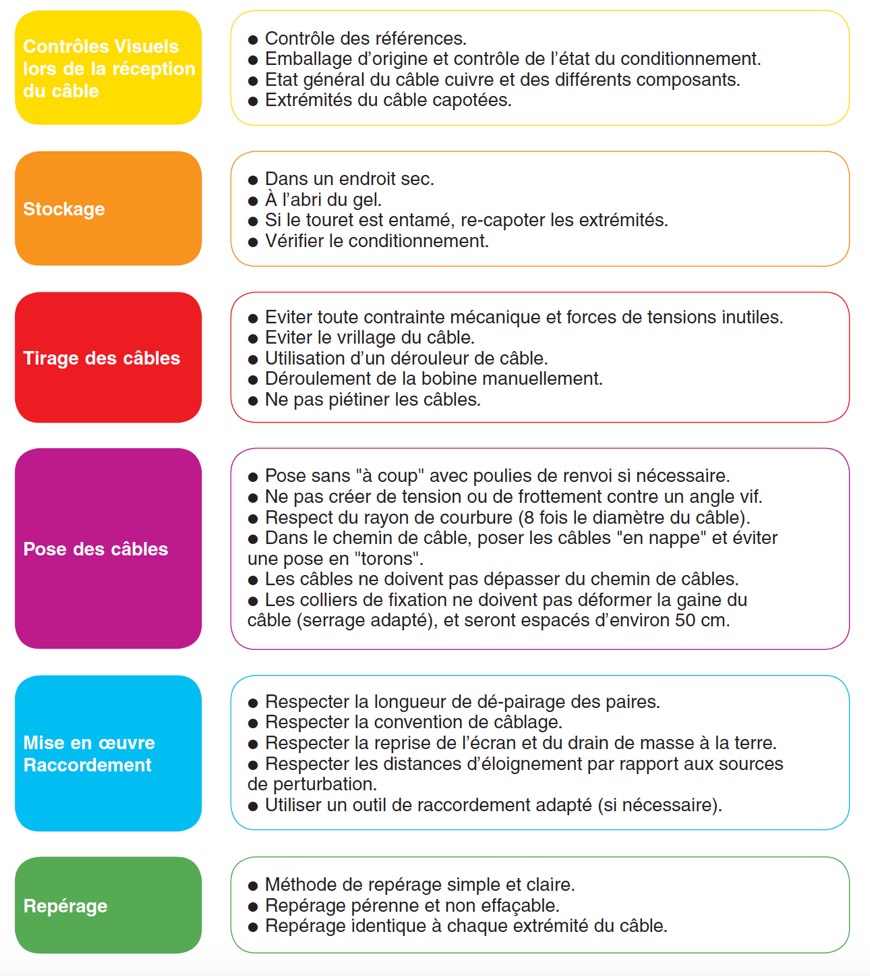 Contrôles Visuels
lors de la réception
du câble
● Contrôle des références.
● Emballage d’origine et contrôle de l’état du conditionnement.
● Etat général du câble cuivre et des différents composants.
● Extrémités du câble capotées.
Stockage
● Dans un endroit sec.
● À l’abri du gel.
● Si le touret est entamé, re-capoter les extrémités.
● Vérifier le conditionnement.
Tirage des câbles
● Eviter toute contrainte mécanique et forces de tensions inutiles.
● Eviter le vrillage du câble.
● Utilisation d’un dérouleur de câble.
● Déroulement de la bobine manuellement.
● Ne pas piétiner les câbles.
Pose des câbles
● Pose sans "à coup" avec poulies de renvoi si nécessaire.
● Ne pas créer de tension ou de frottement contre un angle vif.
● Respect du rayon de courbure (8 fois le diamètre du câble).
● Dans le chemin de câble, poser les câbles "en nappe" et éviter
une pose en "torons".
● Les câbles ne doivent pas dépasser du chemin de câbles.
● Les colliers de fixation ne doivent pas déformer la gaine du
câble (serrage adapté), et seront espacés d’environ 50 cm.
Mise en œuvre
Raccordement
● Respecter la longueur de dé-pairage des paires.
● Respecter la convention de câblage.
● Respecter la reprise de l’écran et du drain de masse à la terre.
● Respecter les distances d’éloignement par rapport aux sources
de perturbation.
● Utiliser un outil de raccordement adapté (si nécessaire).
Repérage
● Méthode de repérage simple et claire.
● Repérage pérenne et non effaçable.
● Repérage identique à chaque extrémité du câble.